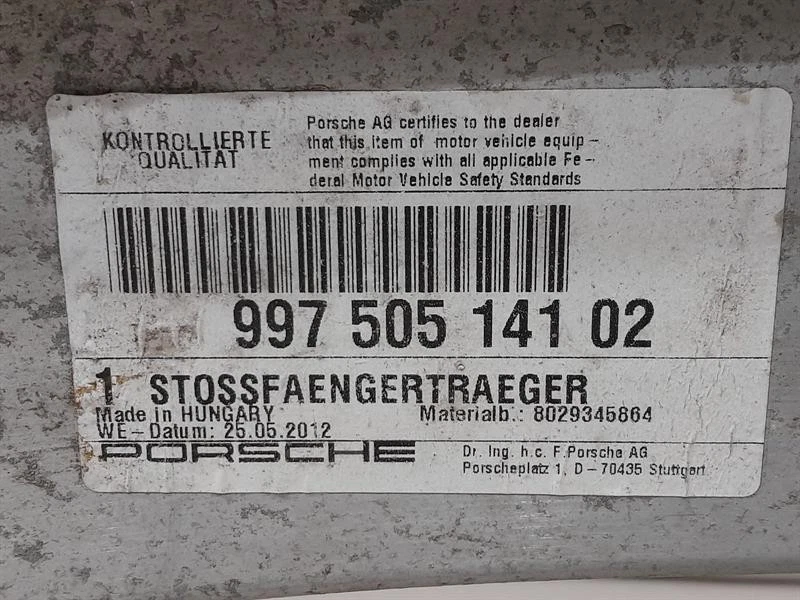 KONTROLLIERTE
QUALITÄT
Porsche AG certifies to the dealer
that this item of motor vehicle equip-
ment complies with all applicable Fe-
deral Motor Vehicle Safety Standards
997 505 141 02
1 STOSSFAENGERTRAEGER
Made in HUNGARY Materialb.: 8029345864
WE-Datum: 25.05.2012
PORSCHE
Dr. Ing. h.c. F.Porsche AG
Porscheplatz 1, D-70435 Stuttgart